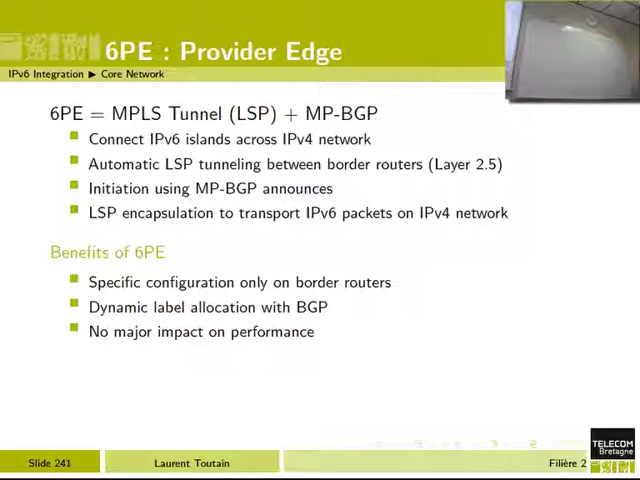 6PE : Provider Edge
IPv6 Integration ▶ Core Network
6PE = MPLS Tunnel (LSP) + MP-BGP
Connect IPv6 islands across IPv4 network
Automatic LSP tunneling between border routers (Layer 2.5)
Initiation using MP-BGP announces
LSP encapsulation to transport IPv6 packets on IPv4 network
Benefits of 6PE
Specific configuration only on border routers
Dynamic label allocation with BGP
No major impact on performance
TELECOM
Bretagne
Slide 241
Laurent Toutain
Filière 2